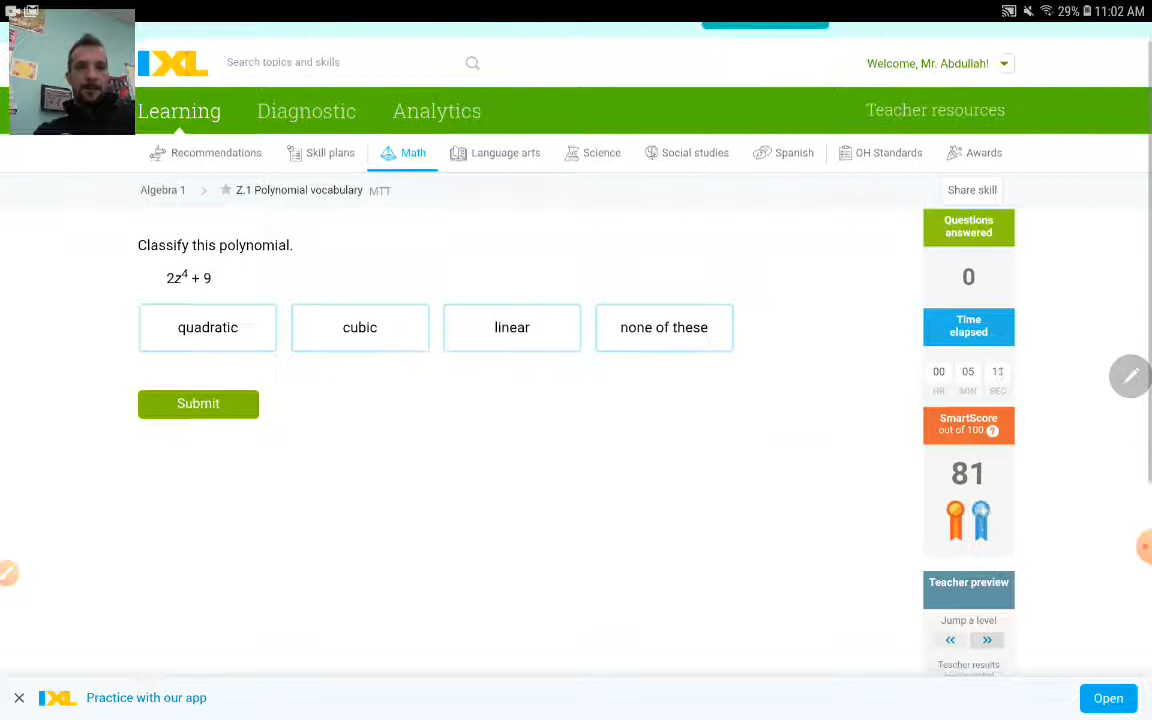 29% 11:02 AM
IXL
Search topics and skills
Welcome, Mr. Abdullah!
Learning Diagnostic Analytics Teacher resources
Recommendations Skill plans Math Language arts Science Social studies Spanish OH Standards Awards
Algebra 1 Z.1 Polynomial vocabulary MTT
Share skill
Classify this polynomial.
2z⁴ + 9
quadratic cubic linear none of these
Submit
Questions answered
0
Time elapsed
00 05
HR MIN SEC
SmartScore
out of 100 ?
81
Teacher preview
Jump a level
Teacher results
IXL Practice with our app Open